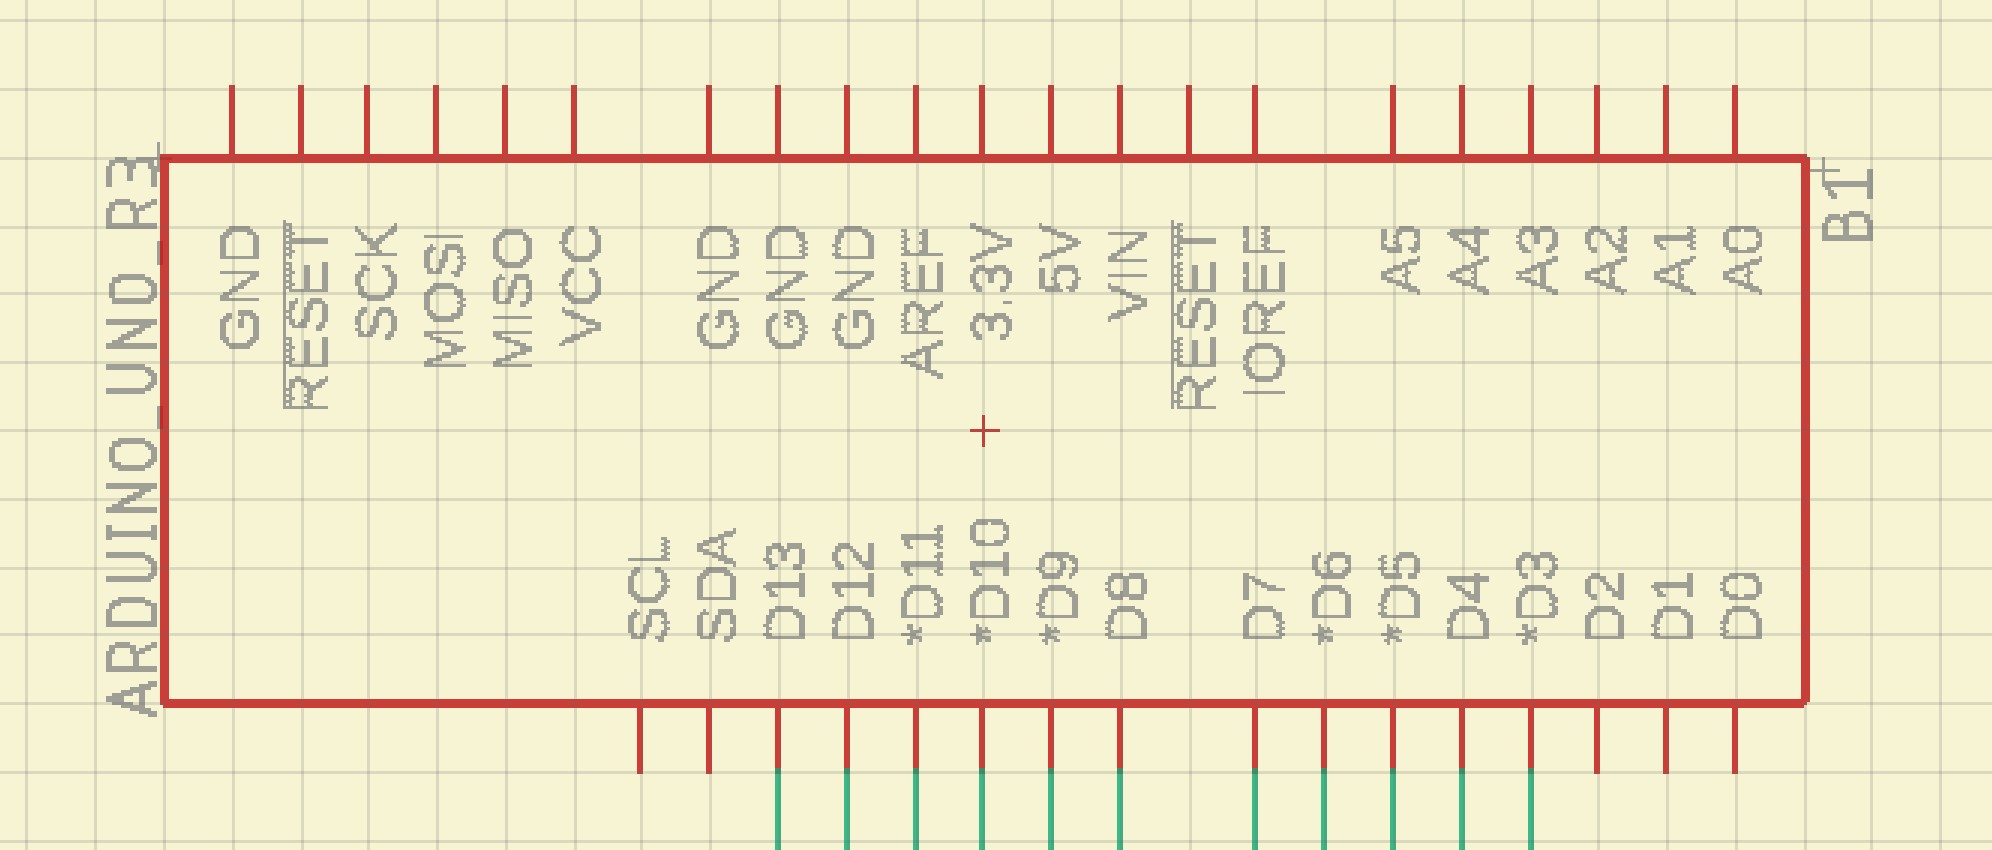 ARDUINO_UNO_R3
B1
GND
RESET
SCK
MOSI
MISO
VCC
GND
GND
GND
AREF
3.3V
5V
VIN
RESET
IOREF
A5
A4
A3
A2
A1
A0
SCL
SDA
D13
D12
*D11
*D10
*D9
D8
D7
*D6
*D5
D4
*D3
D2
D1
D0